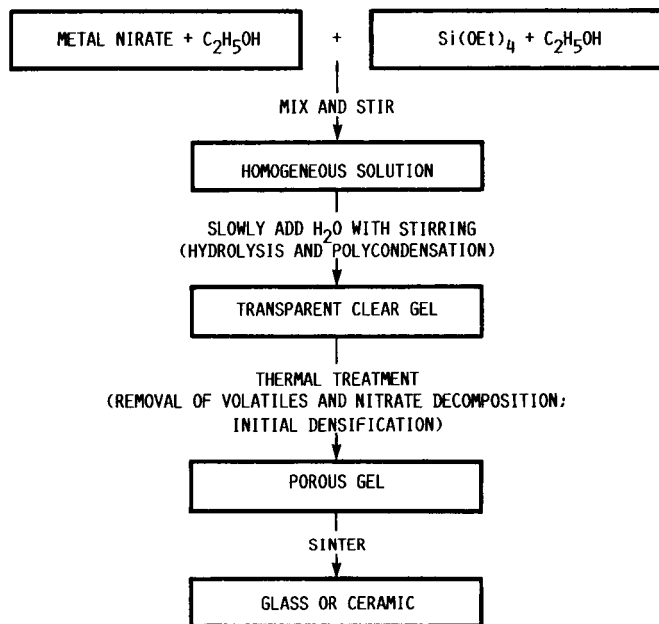 METAL NIRATE + C₂H₅OH + Si(OEt)₄ + C₂H₅OH
MIX AND STIR
HOMOGENEOUS SOLUTION
SLOWLY ADD H₂O WITH STIRRING
(HYDROLYSIS AND POLYCONDENSATION)
TRANSPARENT CLEAR GEL
THERMAL TREATMENT
(REMOVAL OF VOLATILES AND NITRATE DECOMPOSITION;
INITIAL DENSIFICATION)
POROUS GEL
SINTER
GLASS OR CERAMIC